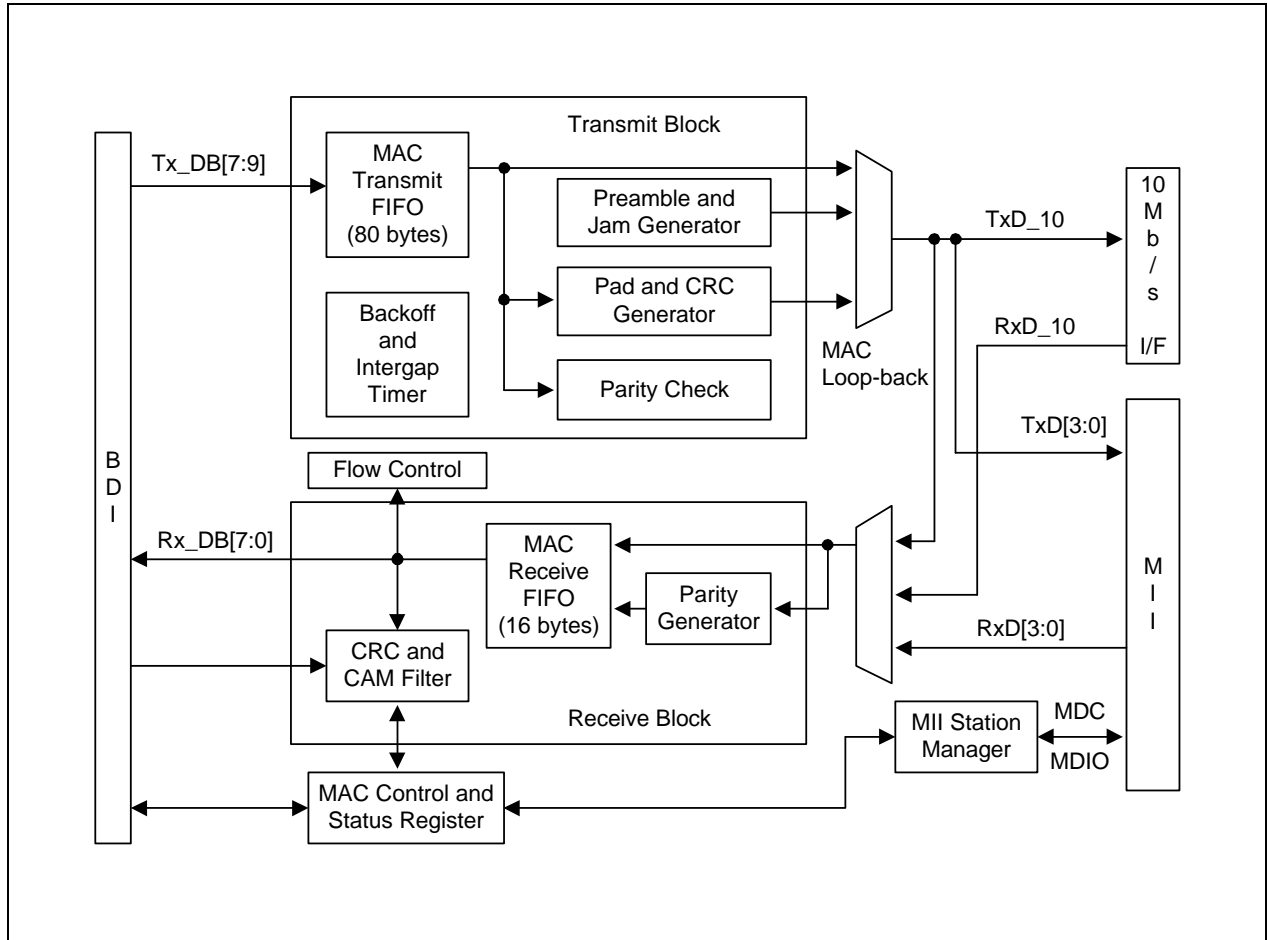 Transmit Block
Tx_DB[7:9]
MAC
Transmit
FIFO
(80 bytes)
Preamble and
Jam Generator
Pad and CRC
Generator
Parity Check
Backoff
and
Intergap
Timer
MAC
Loop-back
TxD_10
RxD_10
10
M
b
/
s
I/F
TxD[3:0]
B
D
I
Flow Control
Rx_DB[7:0]
MAC
Receive
FIFO
(16 bytes)
Parity
Generator
CRC and
CAM Filter
Receive Block
RxD[3:0]
M
I
I
MII Station
Manager
MDC
MDIO
MAC Control and
Status Register